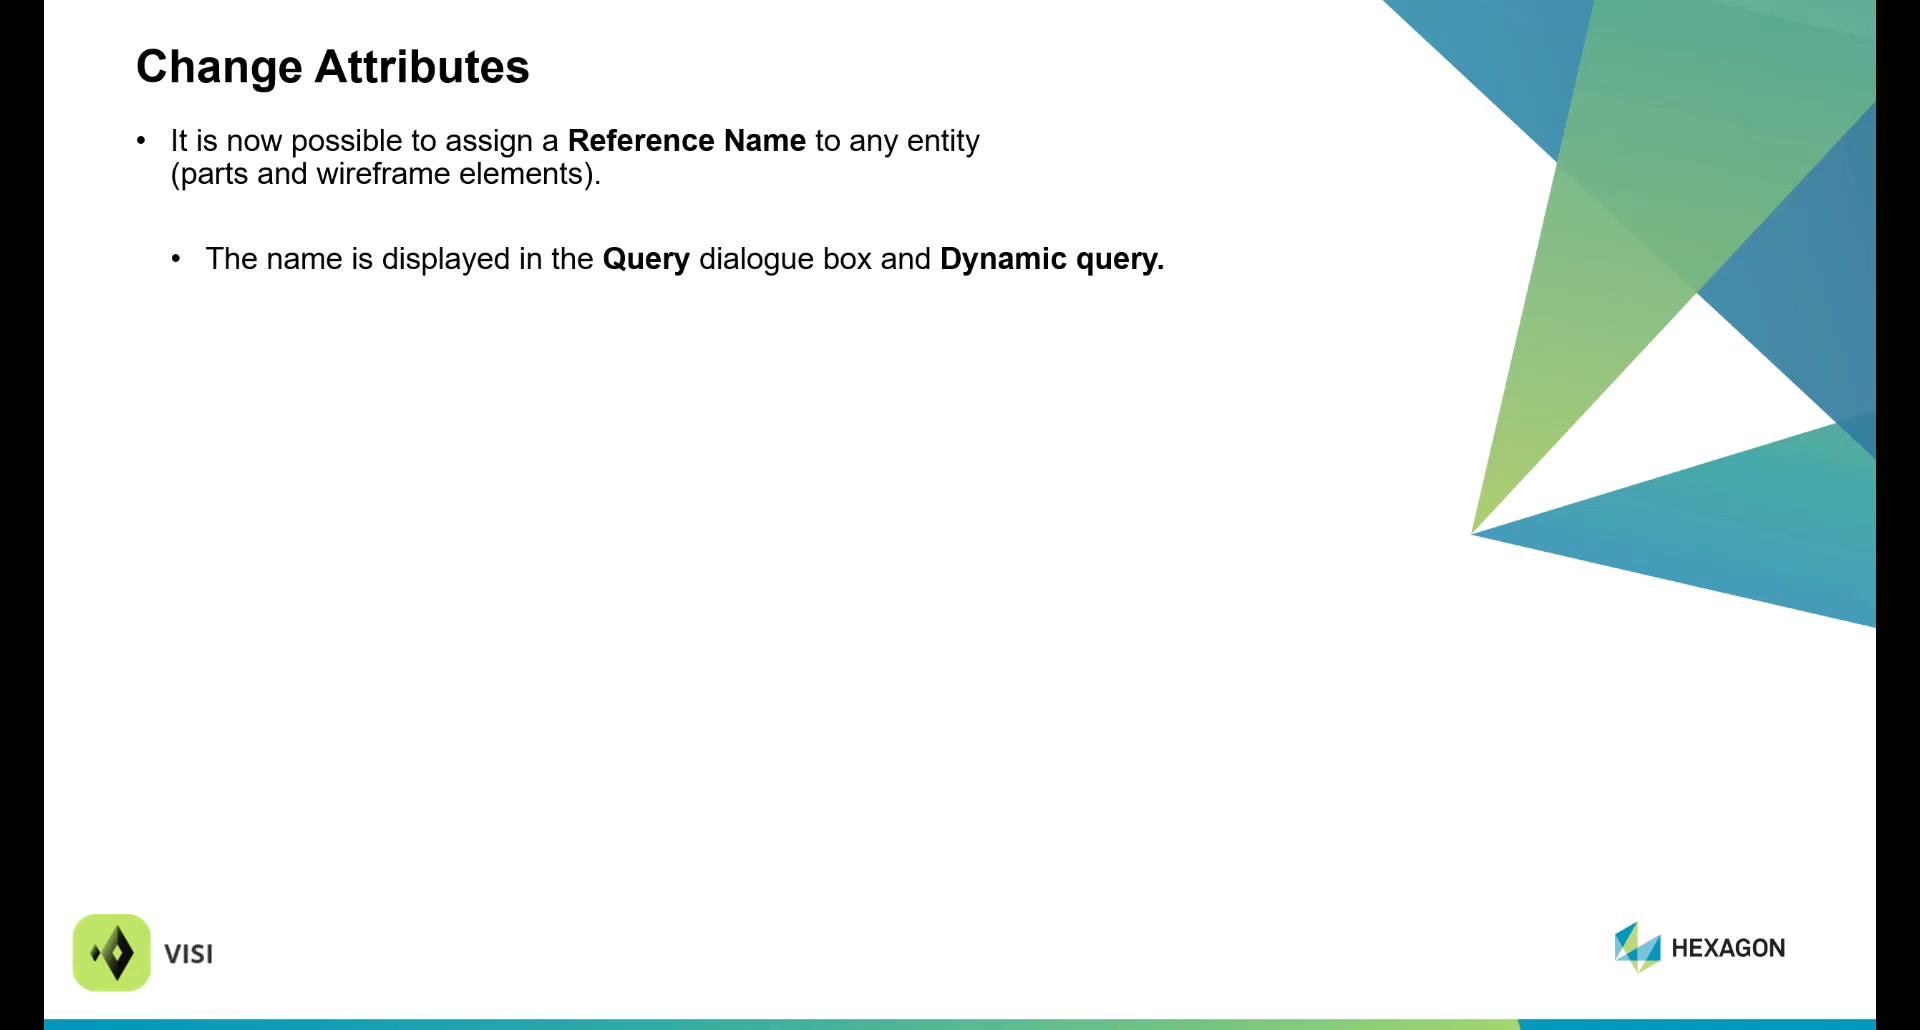 Change Attributes
• It is now possible to assign a Reference Name to any entity
(parts and wireframe elements).
• The name is displayed in the Query dialogue box and Dynamic query.
VISI
HEXAGON